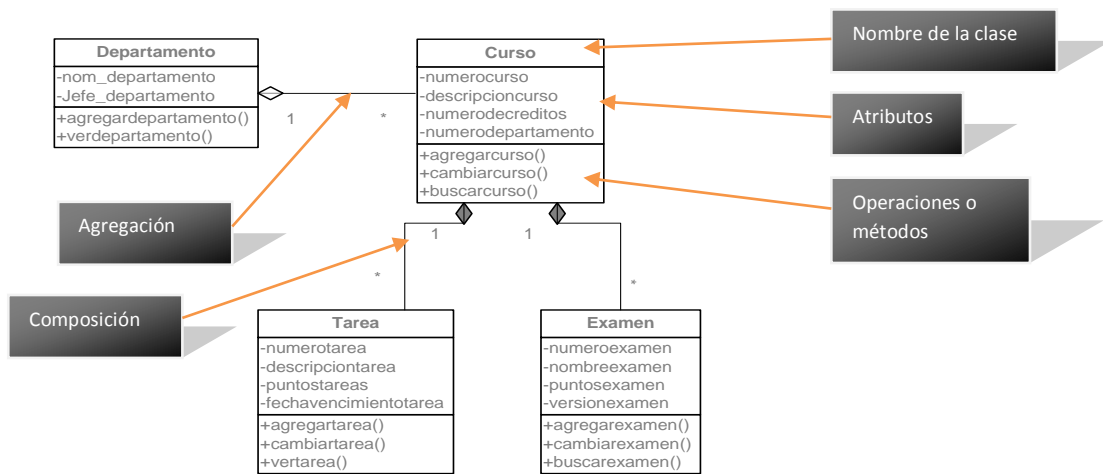 Departamento
-nom_departamento
-Jefe_departamento
+agregardepartamento()
+verdepartamento()
1
*
Curso
-numerocurso
-descripcioncurso
-numerodecreditos
-numerodepartamento
+agregarcurso()
+cambiarcurso()
+buscarcurso()
Nombre de la clase
Atributos
Operaciones o
métodos
Agregación
1
1
*
*
Composición
Tarea
-numerotarea
-descripciontarea
-puntostareas
-fechavencimientotarea
+agregartarea()
+cambiartarea()
+vertarea()
Examen
-numeroexamen
-nombreexamen
-puntosexamen
-versionexamen
+agregarexamen()
+cambiarexamen()
+buscarexamen()